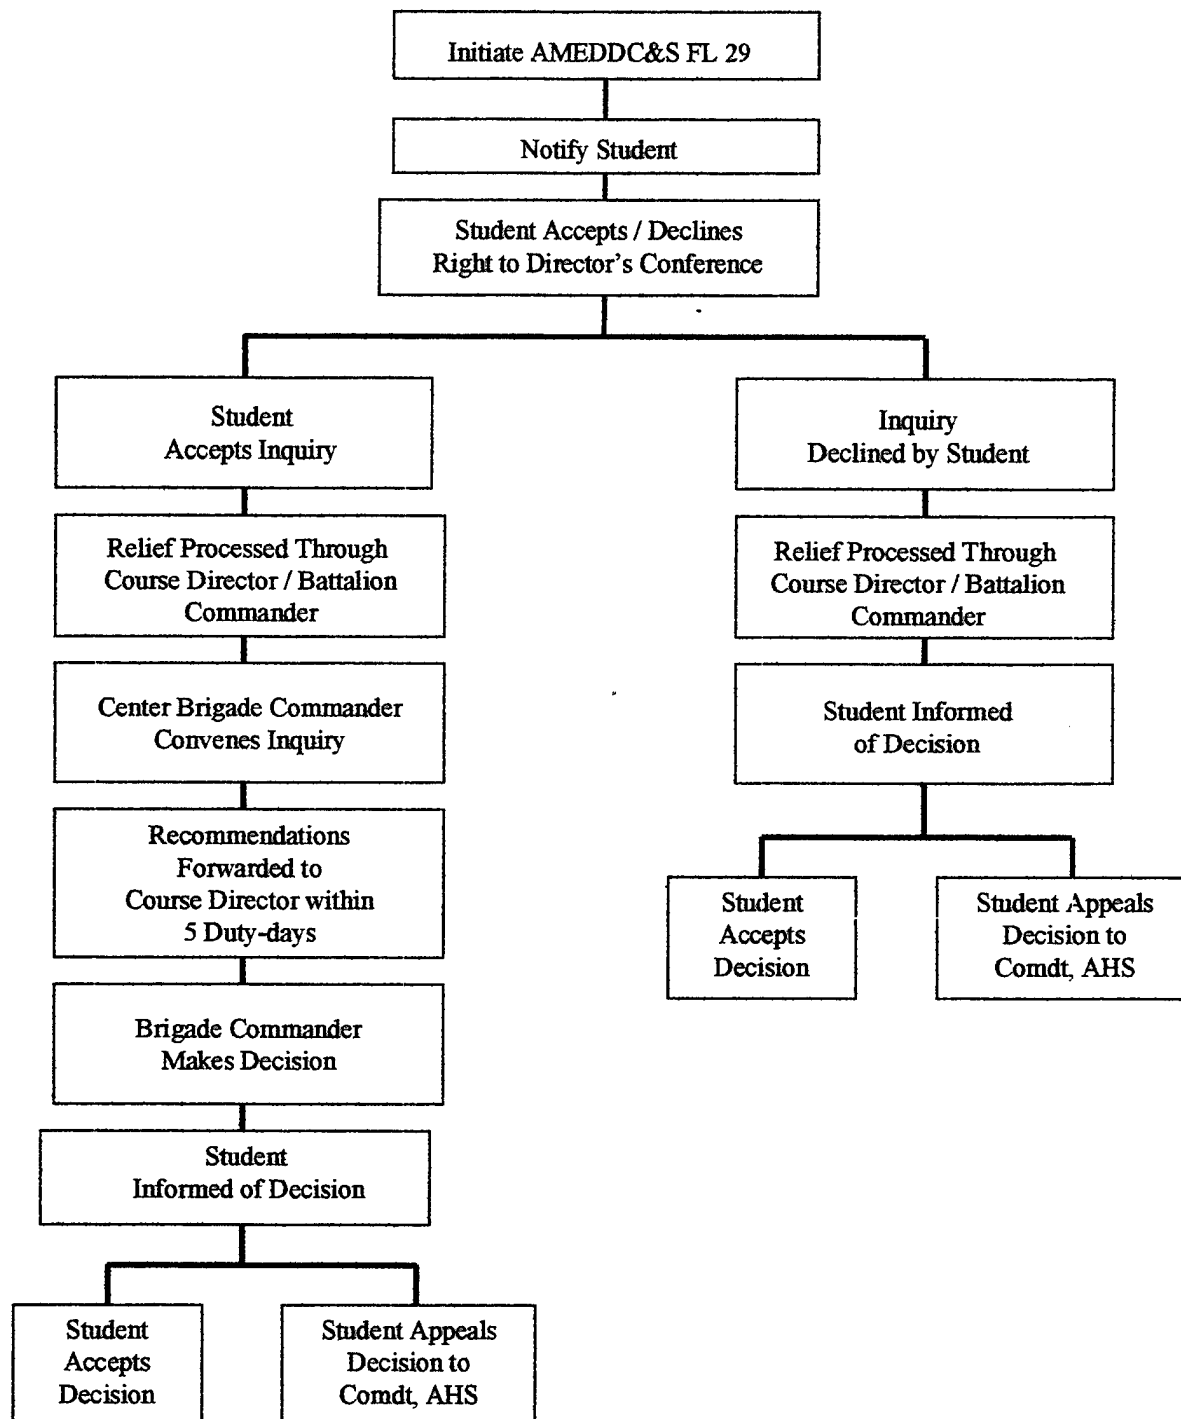 Initiate AMEDDC&S FL 29
Notify Student
Student Accepts / Declines
Right to Director's Conference
Student
Accepts Inquiry
Relief Processed Through
Course Director / Battalion
Commander
Center Brigade Commander
Convenes Inquiry
Recommendations
Forwarded to
Course Director within
5 Duty-days
Brigade Commander
Makes Decision
Student
Informed of Decision
Student
Accepts
Decision
Student Appeals
Decision to
Comdt, AHS
Inquiry
Declined by Student
Relief Processed Through
Course Director / Battalion
Commander
Student Informed
of Decision
Student
Accepts
Decision
Student Appeals
Decision to
Comdt, AHS